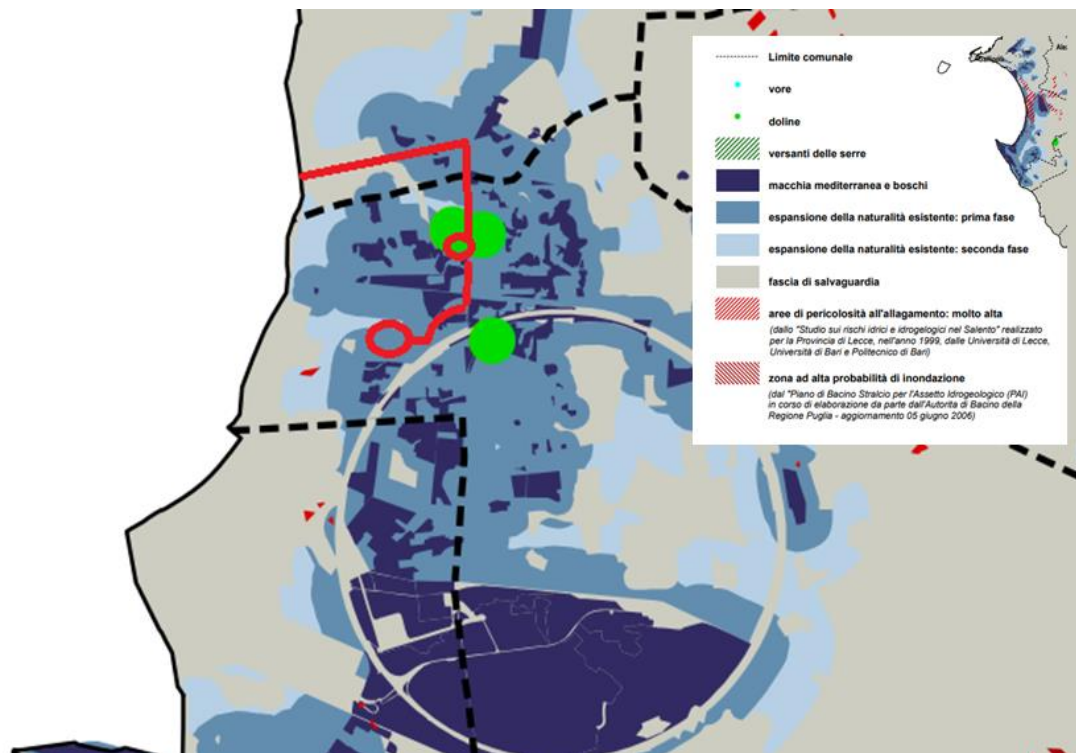 Limite comunale
vore
doline
versanti delle serre
macchia mediterranea e boschi
espansione della naturalità esistente: prima fase
espansione della naturalità esistente: seconda fase
fascia di salvaguardia
aree di pericolosità all'allagamento: molto alta
(dallo "Studio sui rischi idrici e idrogelogici nel Salento" realizzato
per la Provincia di Lecce, nell'anno 1999, dalle Università di Lecce,
Università di Bari e Politecnico di Bari)
zona ad alta probabilità di inondazione
(dal "Piano di Bacino Stralcio per l'Assetto Idrogeologico (PAI)
in corso di elaborazione da parte dall'Autorita di Bacino della
Regione Puglia - aggiornamento 05 giugno 2006)